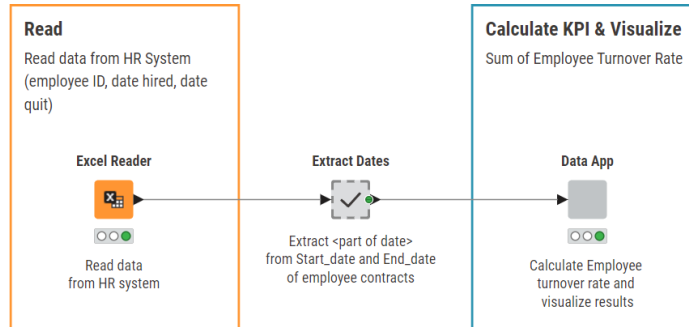 Read
Read data from HR System
(employee ID, date hired, date
quit)
Calculate KPI & Visualize
Sum of Employee Turnover Rate
Excel Reader
Extract Dates
Data App
X
Read data
from HR system
Extract <part of date>
from Start_date and End_date
of employee contracts
Calculate Employee
turnover rate and
visualize results